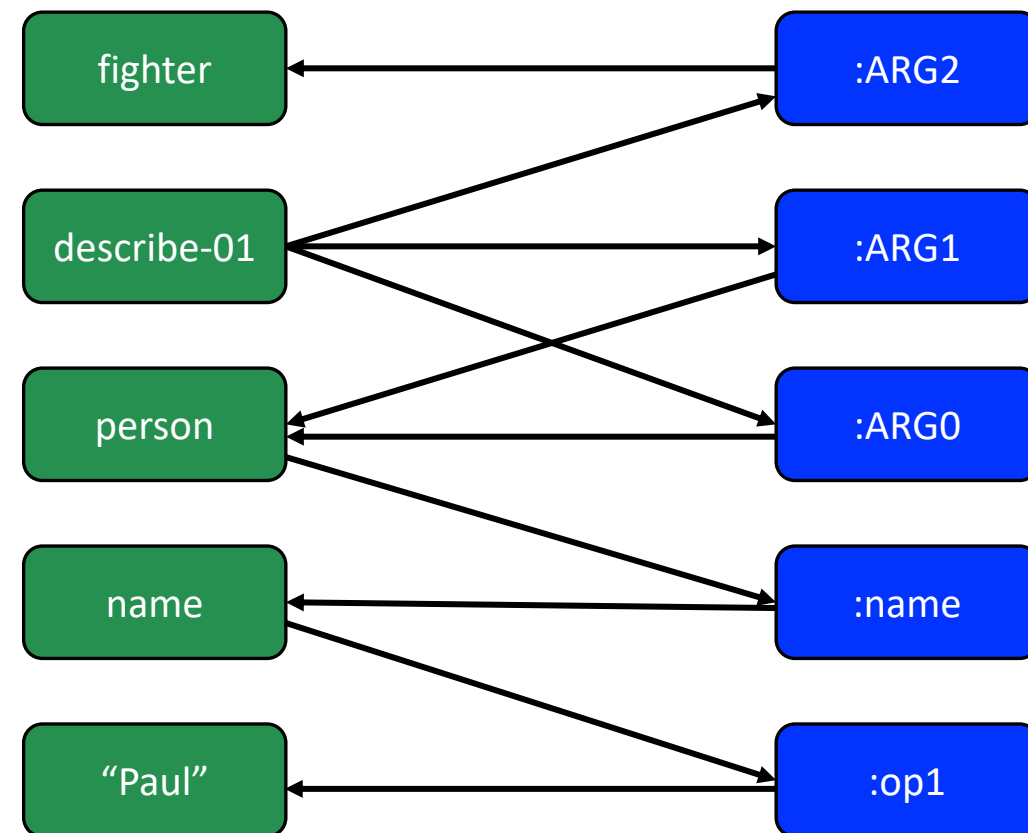 fighter
:ARG2
describe-01
:ARG1
person
:ARG0
name
:name
“Paul”
:op1